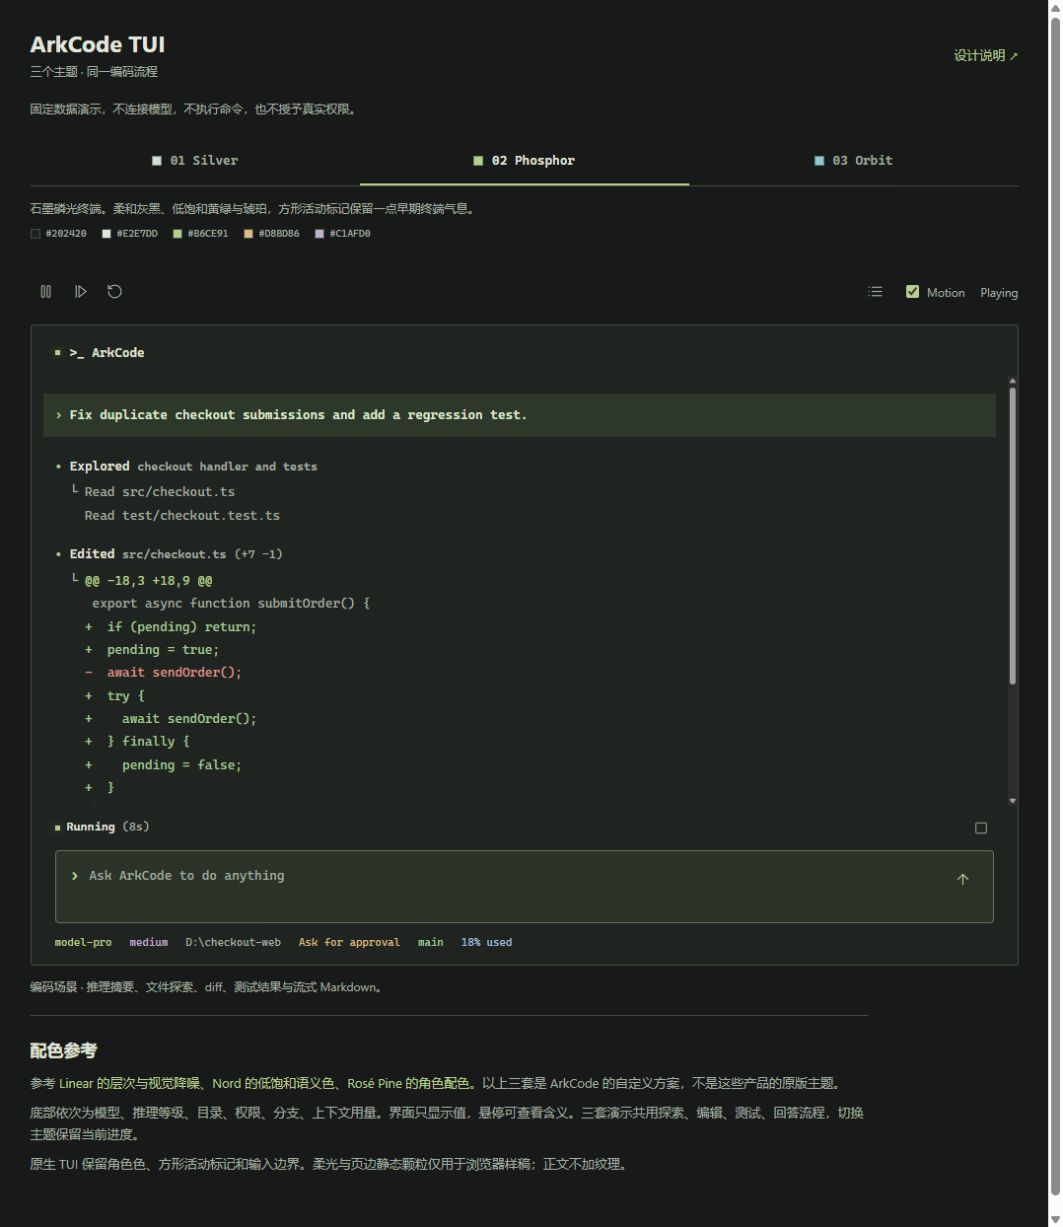 ArkCode TUI
三个主题 · 同一编码流程
设计说明 ↗
固定数据演示，不连接模型，不执行命令，也不授予真实权限。
01 Silver
02 Phosphor
03 Orbit
石墨磷光终端。柔和灰黑、低饱和黄绿与琥珀，方形活动标记保留一点早期终端气息。
#202420 #E2E7DD #B6CE91 #D8BD86 #C1AFD0
Motion Playing
>_ ArkCode
› Fix duplicate checkout submissions and add a regression test.
• Explored checkout handler and tests
└ Read src/checkout.ts
Read test/checkout.test.ts
• Edited src/checkout.ts (+7 -1)
└ @@ -18,3 +18,9 @@
export async function submitOrder() {
+ if (pending) return;
+ pending = true;
- await sendOrder();
+ try {
+ await sendOrder();
+ } finally {
+ pending = false;
+ }
Running (8s)
› Ask ArkCode to do anything
model-pro medium D:\checkout-web Ask for approval main 18% used
编码场景 · 推理摘要、文件探索、diff、测试结果与流式 Markdown。
配色参考
参考 Linear 的层次与视觉降噪、Nord 的低饱和语义色、Rosé Pine 的角色配色。以上三套是 ArkCode 的自定义方案，不是这些产品的原版主题。
底部依次为模型、推理等级、目录、权限、分支、上下文用量。界面只显示值，悬停可查看含义。三套演示共用探索、编辑、测试、回答流程，切换
主题保留当前进度。
原生 TUI 保留角色色、方形活动标记和输入边界。柔光与页边静态颗粒仅用于浏览器样稿；正文不加纹理。